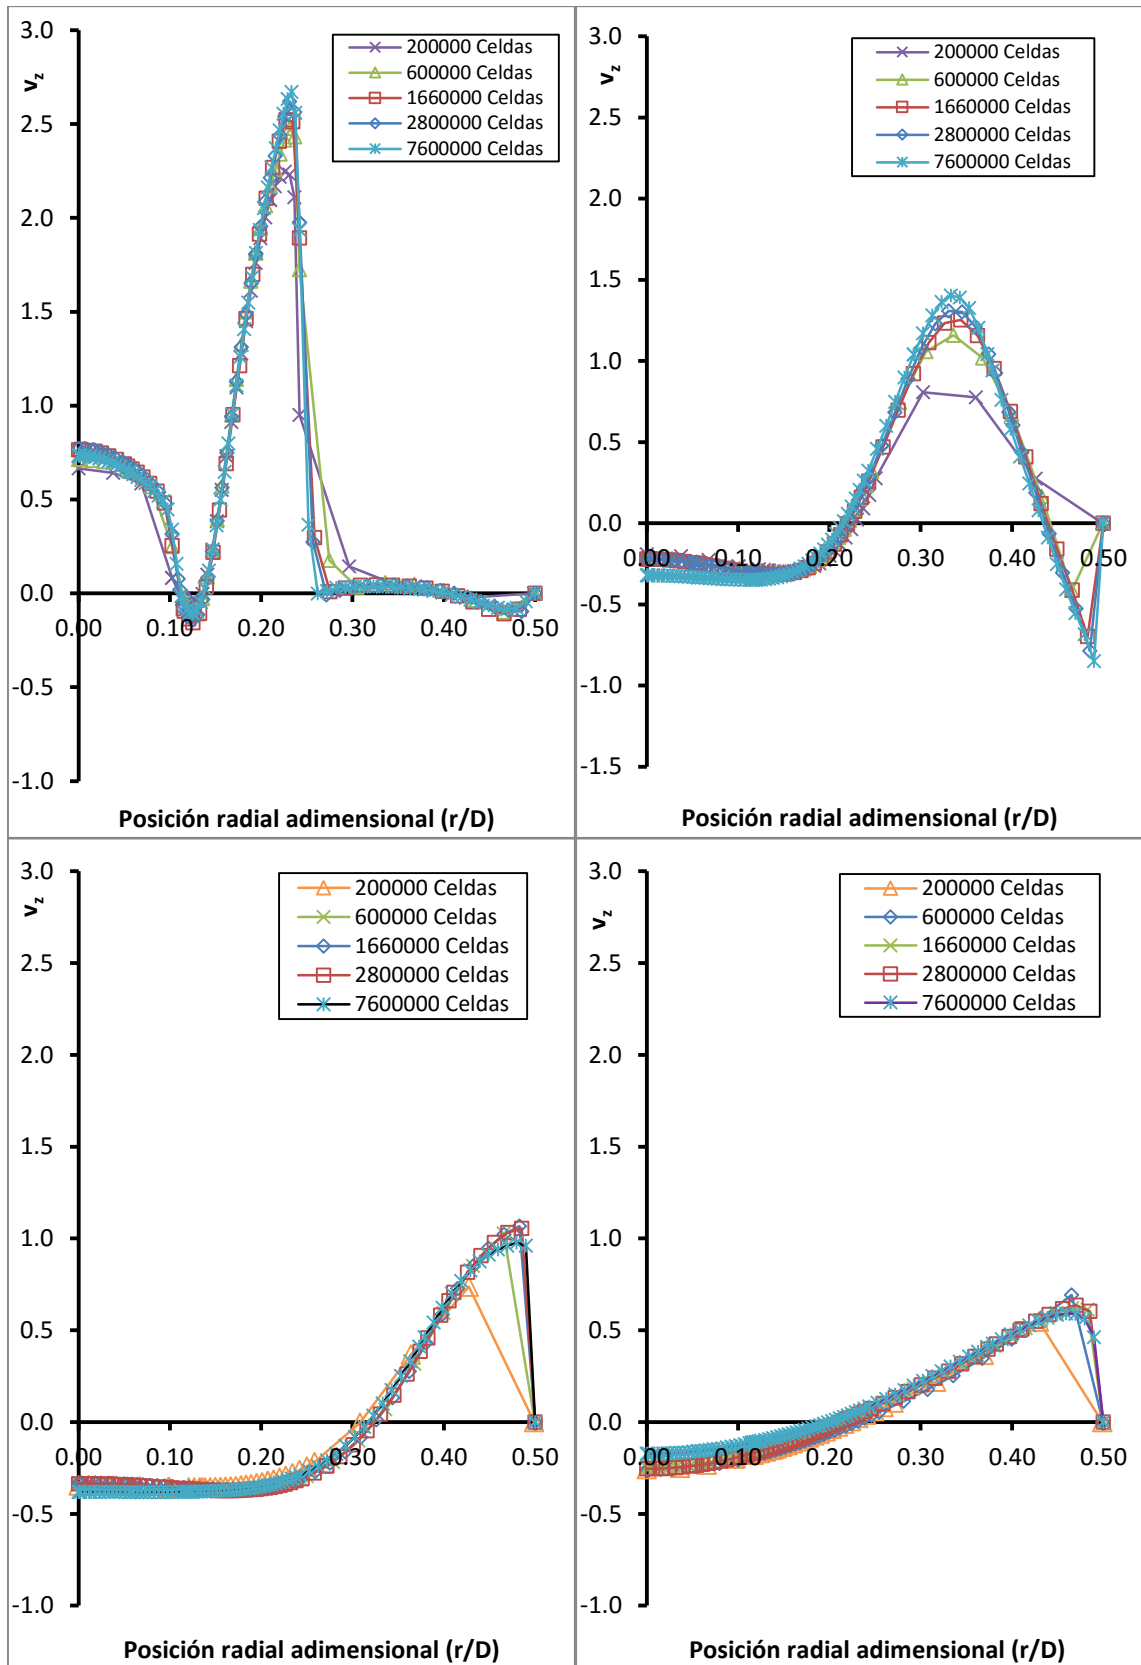 3.0
v_z
200000 Celdas
600000 Celdas
1660000 Celdas
2800000 Celdas
7600000 Celdas
2.5
2.0
1.5
1.0
0.5
0.0
0.00 0.10 0.20 0.30 0.40 0.50
-0.5
-1.0
Posición radial adimensional (r/D)
3.0
v_z
200000 Celdas
600000 Celdas
1660000 Celdas
2800000 Celdas
7600000 Celdas
2.5
2.0
1.5
1.0
0.5
0.0
0.00 0.10 0.20 0.30 0.40 0.50
-0.5
-1.0
-1.5
Posición radial adimensional (r/D)
3.0
v_z
200000 Celdas
600000 Celdas
1660000 Celdas
2800000 Celdas
7600000 Celdas
2.5
2.0
1.5
1.0
0.5
0.0
0.00 0.10 0.20 0.30 0.40 0.50
-0.5
-1.0
Posición radial adimensional (r/D)
3.0
v_z
200000 Celdas
600000 Celdas
1660000 Celdas
2800000 Celdas
7600000 Celdas
2.5
2.0
1.5
1.0
0.5
0.0
0.00 0.10 0.20 0.30 0.40 0.50
-0.5
-1.0
Posición radial adimensional (r/D)